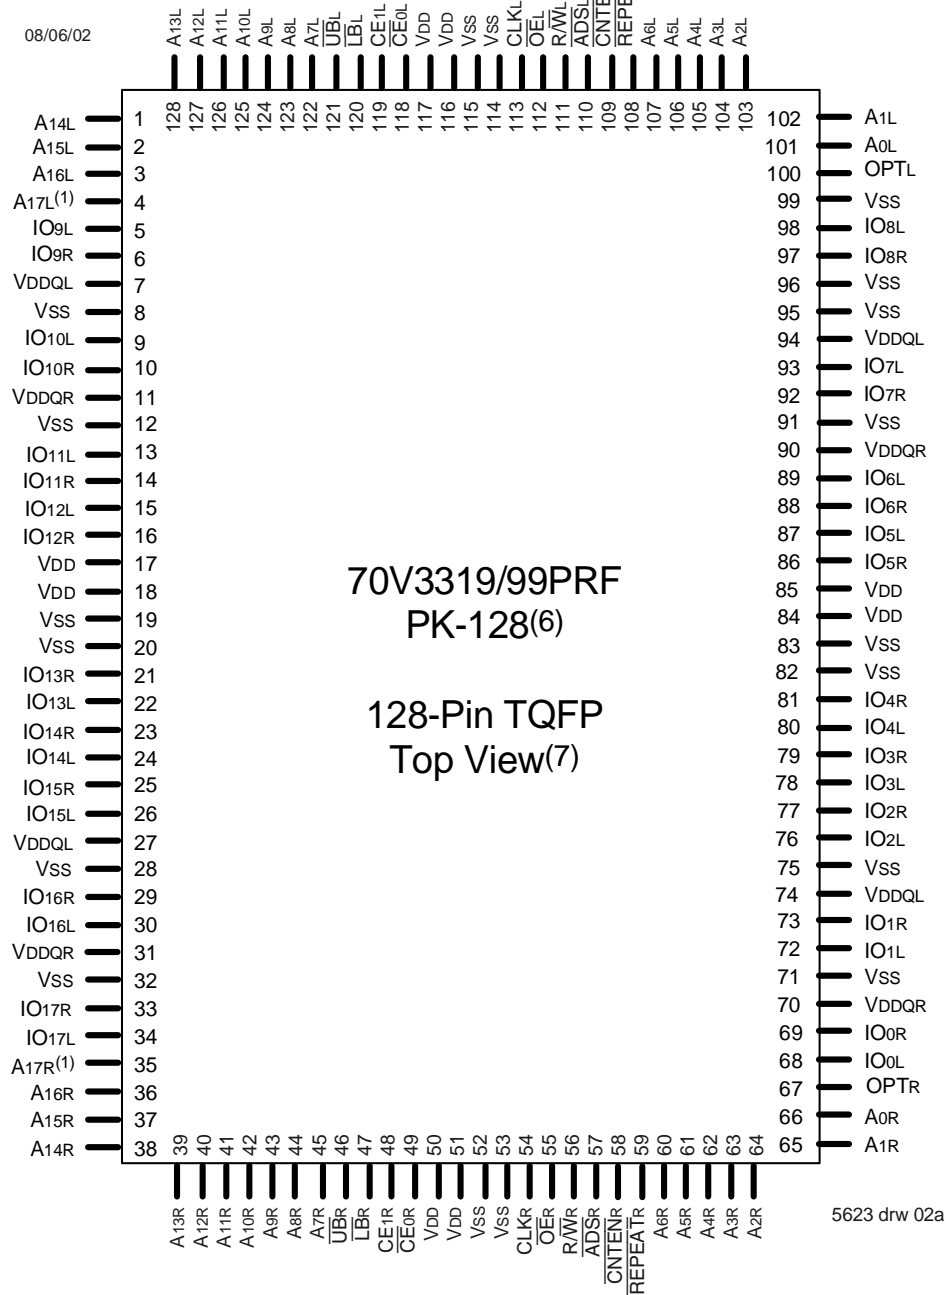 08/06/02
A13L
A12L
A11L
A10L
A9L
A8L
A7L
UBL
LBL
CE1L
CE0L
VDD
VDD
VSS
VSS
CLKL
OEL
R/WL
ADSL
A6L
A5L
A4L
A3L
A2L
128
127
126
125
124
123
122
121
120
119
118
117
116
115
114
113
112
111
110
109
108
107
106
105
104
103
A14L 1
A15L 2
A16L 3
A17L(1) 4
IO9L 5
IO9R 6
VDDQL 7
VSS 8
IO10L 9
IO10R 10
VDDQR 11
VSS 12
IO11L 13
IO11R 14
IO12L 15
IO12R 16
VDD 17
VDD 18
VSS 19
VSS 20
IO13R 21
IO13L 22
IO14R 23
IO14L 24
IO15R 25
IO15L 26
VDDQL 27
VSS 28
IO16R 29
IO16L 30
VDDQR 31
VSS 32
IO17R 33
IO17L 34
A17R(1) 35
A16R 36
A15R 37
A14R 38
70V3319/99PRF
PK-128(6)
128-Pin TQFP
Top View(7)
102 A1L
101 A0L
100 OPTL
99 VSS
98 IO8L
97 IO8R
96 VSS
95 VSS
94 VDDQL
93 IO7L
92 IO7R
91 VSS
90 VDDQR
89 IO6L
88 IO6R
87 IO5L
86 IO5R
85 VDD
84 VDD
83 VSS
82 VSS
81 IO4R
80 IO4L
79 IO3R
78 IO3L
77 IO2R
76 IO2L
75 VSS
74 VDDQL
73 IO1R
72 IO1L
71 VSS
70 VDDQR
69 IO0R
68 IO0L
67 OPTR
66 A0R
65 A1R
39
40
41
42
43
44
45
46
47
48
49
50
51
52
53
54
55
56
57
58
59
60
61
62
63
64
A13R
A12R
A11R
A10R
A9R
A8R
A7R
UBR
LBR
CE1R
CE0R
VDD
VDD
VSS
VSS
CLKR
OER
R/WR
ADSR
CNTENR
REPEATR
A6R
A5R
A4R
A3R
A2R
5623 drw 02a